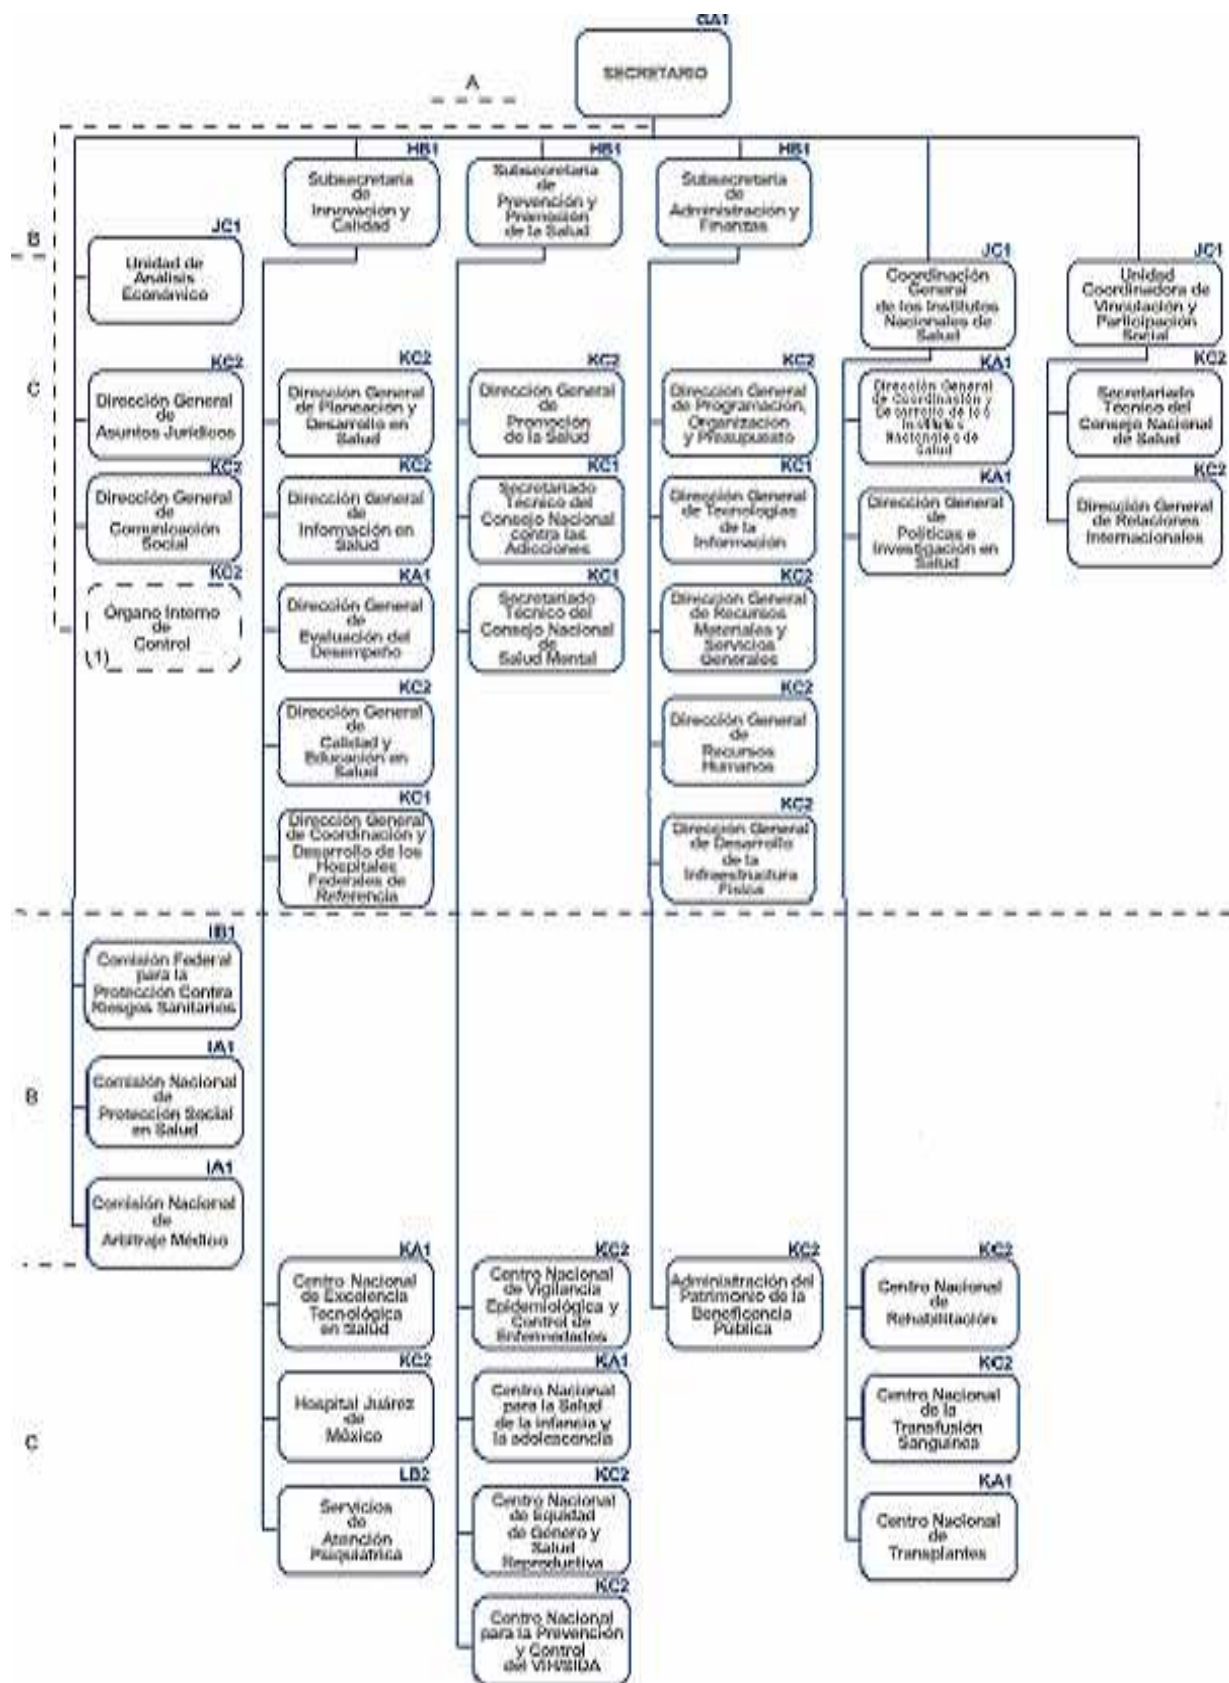 GA1
SECRETARIO
A
HB1
Subsecretaría
de
Innovación y
Calidad
HB1
Subsecretaría
de
Prevención y
Promoción
de la Salud
HB1
Subsecretaría
de
Administración y
Finanzas
B
JC1
Unidad de
Análisis
Económico
JC1
Coordinación
General
de los Institutos
Nacionales de
Salud
JC1
Unidad
Coordinadora de
Vinculación y
Participación
Social
C
KC2
Dirección General
de
Asuntos Jurídicos
KC2
Dirección General
de Planeación y
Desarrollo en
Salud
KC2
Dirección General
de
Promoción
de la Salud
KC2
Dirección General
de Programación,
Organización
y Presupuesto
KA1
Dirección General
de Coordinación y
Desarrollo de los
Institutos
Nacionales de
Salud
KC2
Secretariado
Técnico del
Consejo Nacional
de Salud
KC2
Dirección General
de
Comunicación
Social
KC2
Dirección General
de
Información en
Salud
KC1
Secretariado
Técnico del
Consejo Nacional
contra las
Adicciones
KC1
Dirección General
de Tecnologías
de la
Información
KA1
Dirección General
de
Políticas e
Investigación en
Salud
KC2
Dirección General
de Relaciones
Internacionales
KC2
Órgano Interno
de
Control
(1)
KA1
Dirección General
de
Evaluación del
Desempeño
KC1
Secretariado
Técnico del
Consejo Nacional
de
Salud Mental
KC2
Dirección General
de Recursos
Materiales y
Servicios
Generales
KC2
Dirección General
de
Calidad y
Educación en
Salud
KC2
Dirección General
de
Recursos
Humanos
KC1
Dirección General
de Coordinación y
Desarrollo de los
Hospitales
Federales de
Referencia
KC2
Dirección General
de Desarrollo
de la
Infraestructura
Física
IB1
Comisión Federal
para la
Protección Contra
Riesgos Sanitarios
B
IA1
Comisión Nacional
de
Protección Social
en Salud
IA1
Comisión Nacional
de
Arbitraje Médico
KA1
Centro Nacional
de Excelencia
Tecnológica
en Salud
KC2
Centro Nacional
de Vigilancia
Epidemiológica y
Control de
Enfermedades
KC2
Administración del
Patrimonio de la
Beneficencia
Pública
KC2
Centro Nacional
de
Rehabilitación
C
KC2
Hospital Juárez
de
México
KA1
Centro Nacional
para la Salud
de la infancia y
la adolescencia
KC2
Centro Nacional
de la
Transfusión
Sanguínea
LB2
Servicios
de
Atención
Psiquiátrica
KC2
Centro Nacional
de Equidad
de Género y
Salud
Reproductiva
KA1
Centro Nacional
de
Transplantes
KC2
Centro Nacional
para la Prevención
y Control
del VIH/SIDA